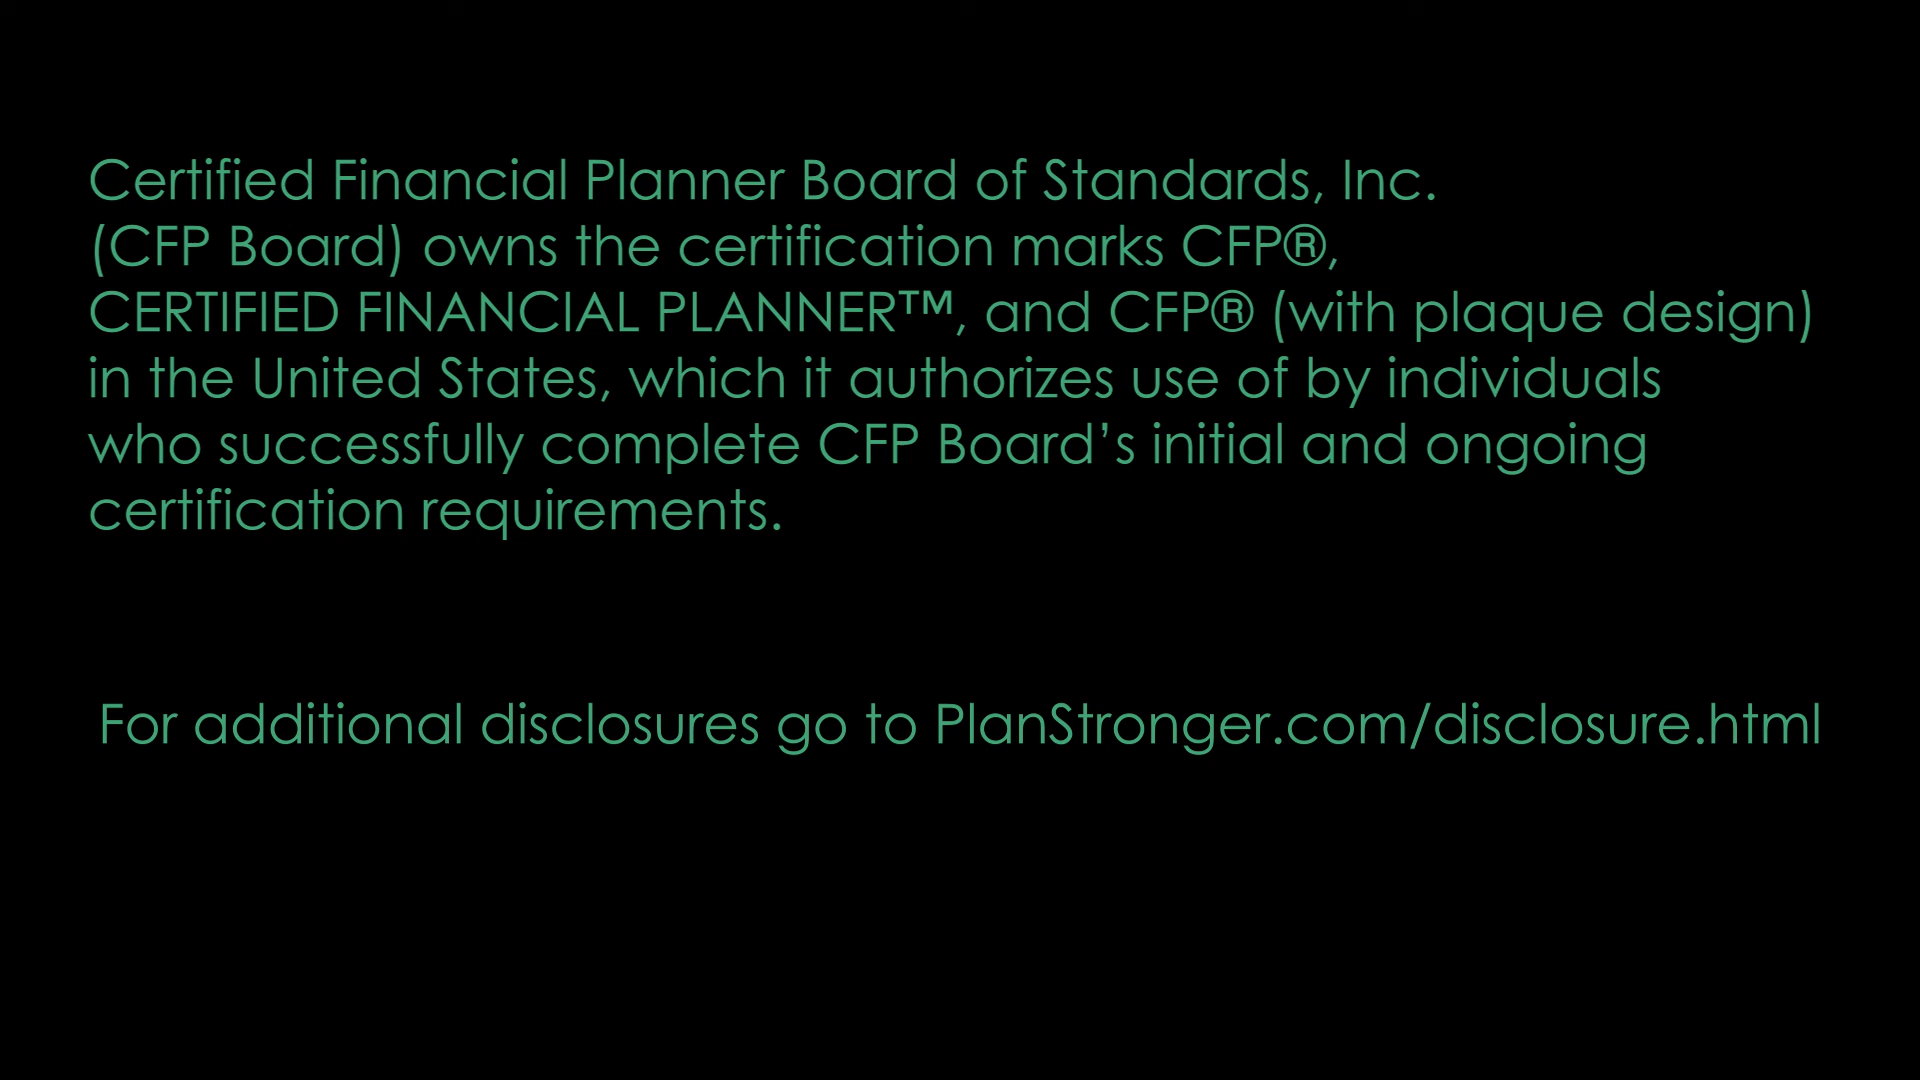 Certified Financial Planner Board of Standards, Inc.
(CFP Board) owns the certification marks CFP®,
CERTIFIED FINANCIAL PLANNER™, and CFP® (with plaque design)
in the United States, which it authorizes use of by individuals
who successfully complete CFP Board’s initial and ongoing
certification requirements.
For additional disclosures go to PlanStronger.com/disclosure.html